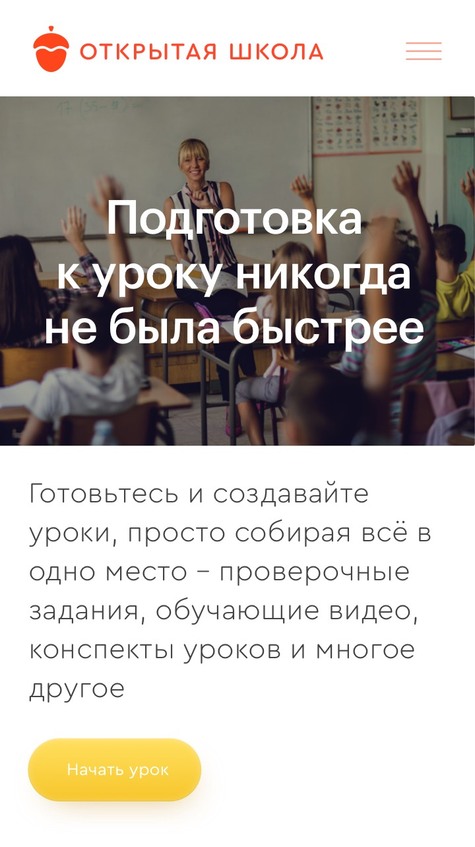 ОТКРЫТАЯ ШКОЛА
Подготовка
к уроку никогда
не была быстрее
Готовьтесь и создавайте
уроки, просто собирая всё в
одно место – проверочные
задания, обучающие видео,
конспекты уроков и многое
другое
Начать урок